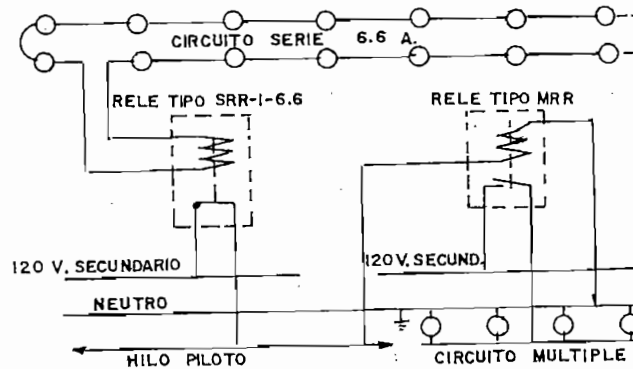 CIRCUITO SERIE 6.6 A.
RELE TIPO SRR-1-6.6
RELE TIPO MRR
120 V. SECUNDARIO
120V. SECUND.
NEUTRO
HILO PILOTO
CIRCUITO MULTIPLE